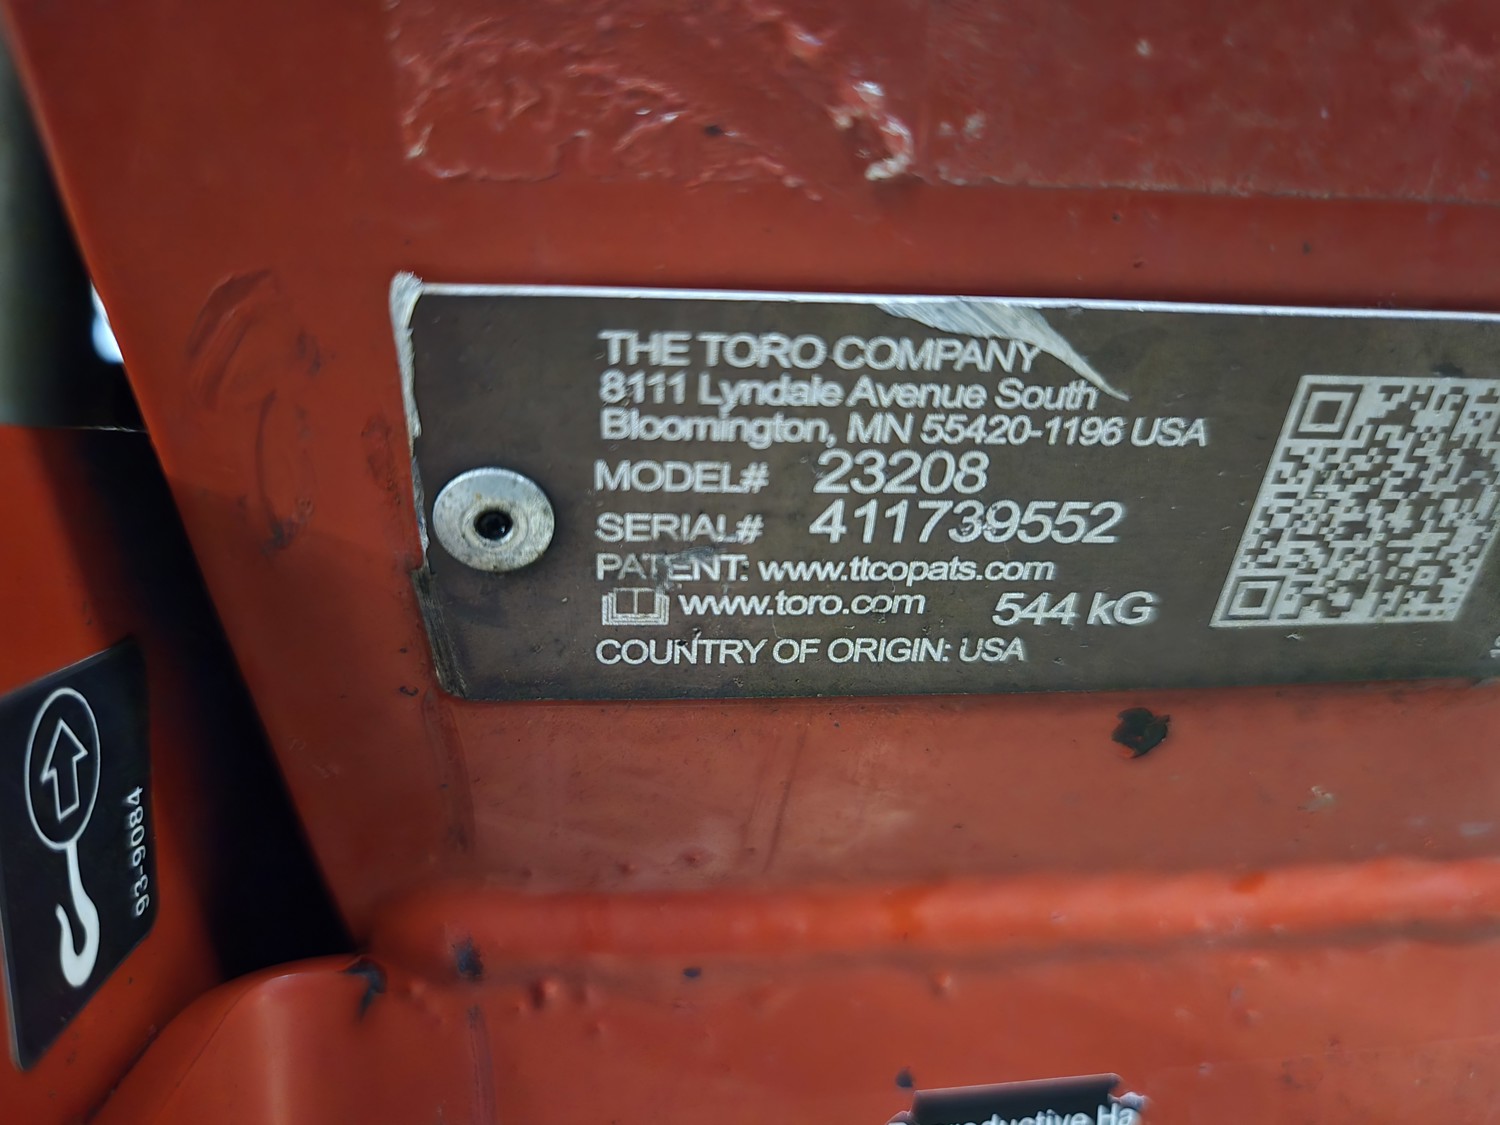 THE TORO COMPANY
8111 Lyndale Avenue South
Bloomington, MN 55420-1196 USA
MODEL# 23208
SERIAL# 411739552
PATENT: www.ttcopats.com
www.toro.com 544 kG
COUNTRY OF ORIGIN: USA
93-9084